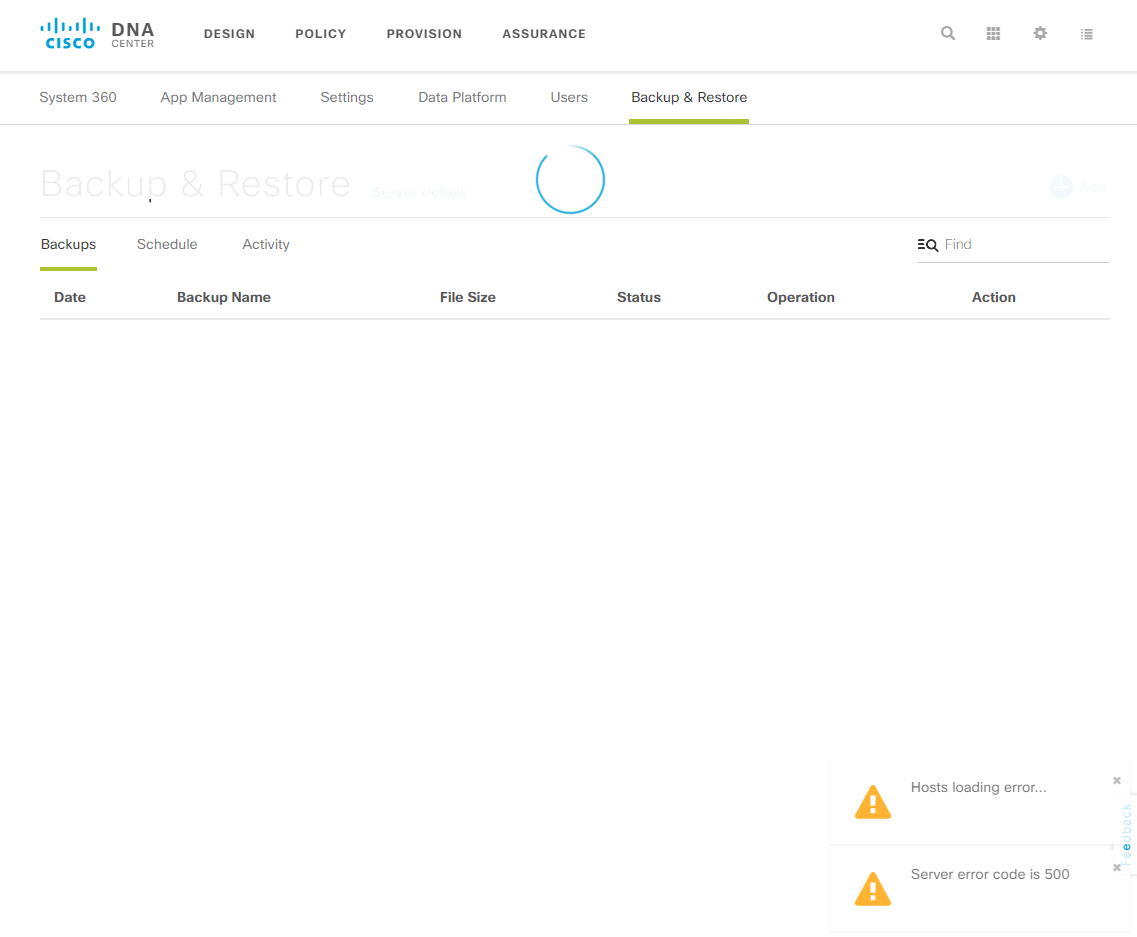 CISCO DNA CENTER DESIGN POLICY PROVISION ASSURANCE
System 360 App Management Settings Data Platform Users Backup & Restore
Backup & Restore Server details Add
Backups Schedule Activity Find
Date Backup Name File Size Status Operation Action
Hosts loading error...
Feedback
Server error code is 500